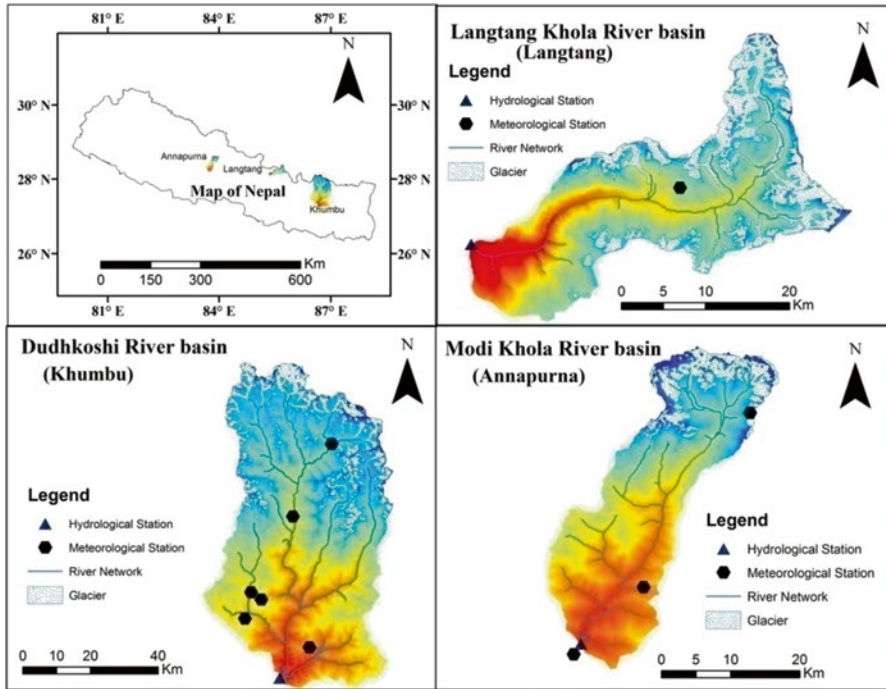 81° E
84° E
87° E
N
30° N
30° N
Annapurna
Langtang
28° N
Map of Nepal
28° N
Khumbu
26° N
26° N
Km
0 150 300 600
81° E
84° E
87° E
Langtang Khola River basin
(Langtang)
N
Legend
Hydrological Station
Meteorological Station
River Network
Glacier
0 5 10 20
Km
Dudhkoshi River basin
(Khumbu)
N
Legend
Hydrological Station
Meteorological Station
River Network
Glacier
0 10 20 40
Km
Modi Khola River basin
(Annapurna)
N
Legend
Hydrological Station
Meteorological Station
River Network
Glacier
0 5 10 20
Km